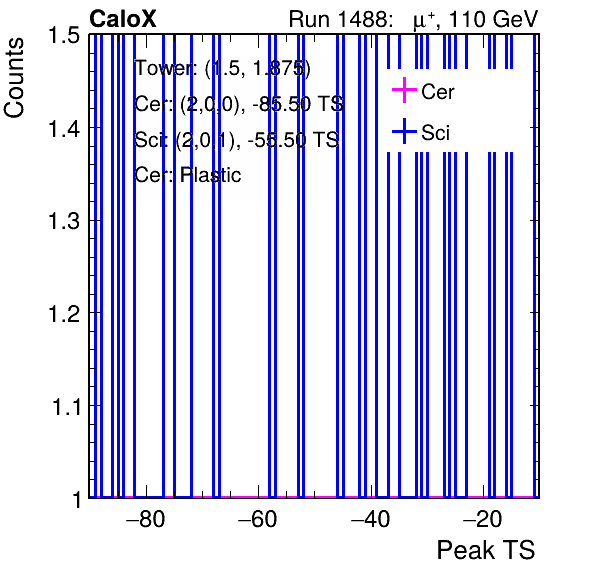 CaloX Run 1488: μ⁺, 110 GeV
Counts
1.5
1.4
1.3
1.2
1.1
1
Tower: (1.5, 1.875)
Cer: (2,0,0), -85.50 TS
Sci: (2,0,1), -55.50 TS
Cer: Plastic
Cer
Sci
−80 −60 −40 −20
Peak TS